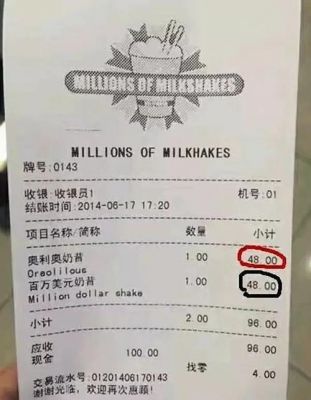 MILLIONS OF MILKSHAKES
MILLIONS OF MILKHAKES
牌号:0143
收银:收银员1 机号:01
结账时间:2014-06-17 17:20
项目名称/简称 数量 小计
奥利奥奶昔 1.00 48.00
Oreolilous
百万美元奶昔 1.00 48.00
Million dollar shake
小计 2.00 96.00
应收 96.00
现金 100.00 找零 4.00
交易流水号:01201406170143
谢谢光临,欢迎再次惠顾!